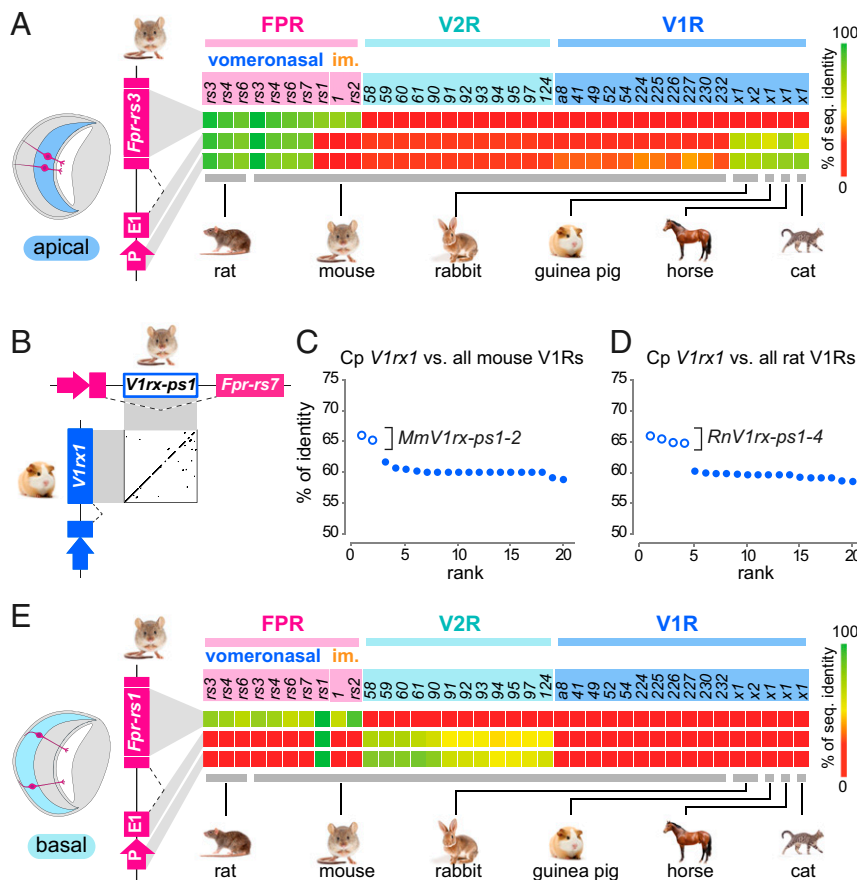 A
FPR V2R V1R
vomeronasal im.
rs3 rs4 rs6 rs3 rs4 rs6 rs7 rs1 1 rs2 58 59 60 61 90 91 92 93 94 95 97 124 a8 41 49 52 54 224 225 226 227 230 232 x1 x2 x1 x1 x1
100
% of seq. identity
0
Fpr-rs3
E1
P
apical
rat mouse rabbit guinea pig horse cat
B
V1rx-ps1 Fpr-rs7
V1rx1
C
Cp V1rx1 vs. all mouse V1Rs
75
70
65
60
55
50
% of identity
MmV1rx-ps1-2
0 5 10 15 20
rank
D
Cp V1rx1 vs. all rat V1Rs
75
70
65
60
55
50
RnV1rx-ps1-4
0 5 10 15 20
rank
E
FPR V2R V1R
vomeronasal im.
rs3 rs4 rs6 rs3 rs4 rs6 rs7 rs1 1 rs2 58 59 60 61 90 91 92 93 94 95 97 124 a8 41 49 52 54 224 225 226 227 230 232 x1 x2 x1 x1 x1
100
% of seq. identity
0
Fpr-rs1
E1
P
basal
rat mouse rabbit guinea pig horse cat